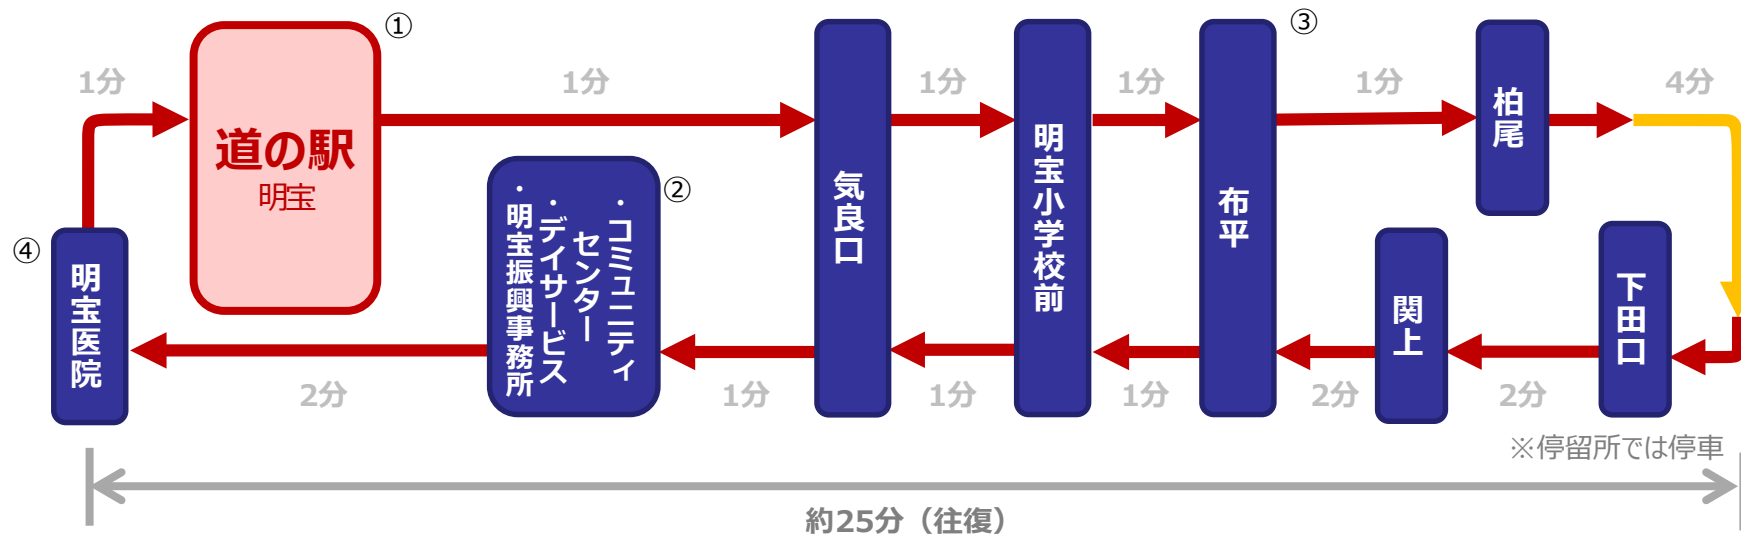 ①
③
1分
1分
1分
1分
1分
4分
道の駅
明宝
柏尾
②
④
明宝医院
・コミュニティ
センター
・デイサービス
・明宝振興事務所
気良口
明宝小学校前
布平
関上
下田口
2分
1分
1分
1分
2分
2分
※停留所では停車
約25分（往復）